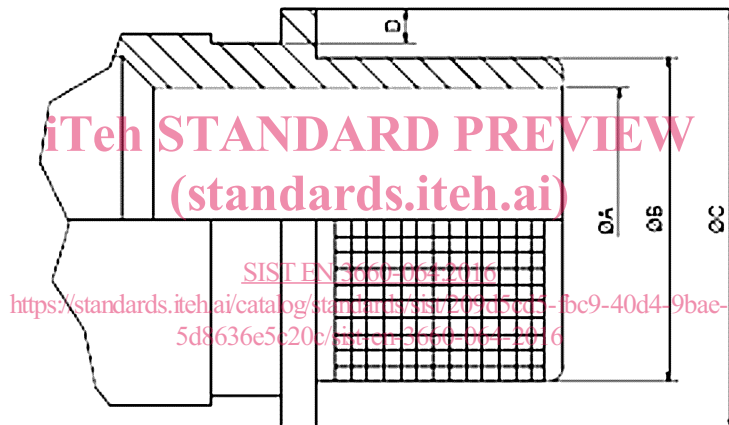 D
iTeh STANDARD PREVIEW
(standards.iteh.ai)
ØA
ØB
ØC
SIST EN 3660-064:2016
https://standards.iteh.ai/catalog/standards/sist/209d5cd5-fbc9-40d4-9bae-
5d8636e5c20c/sist-en-3660-064-2016